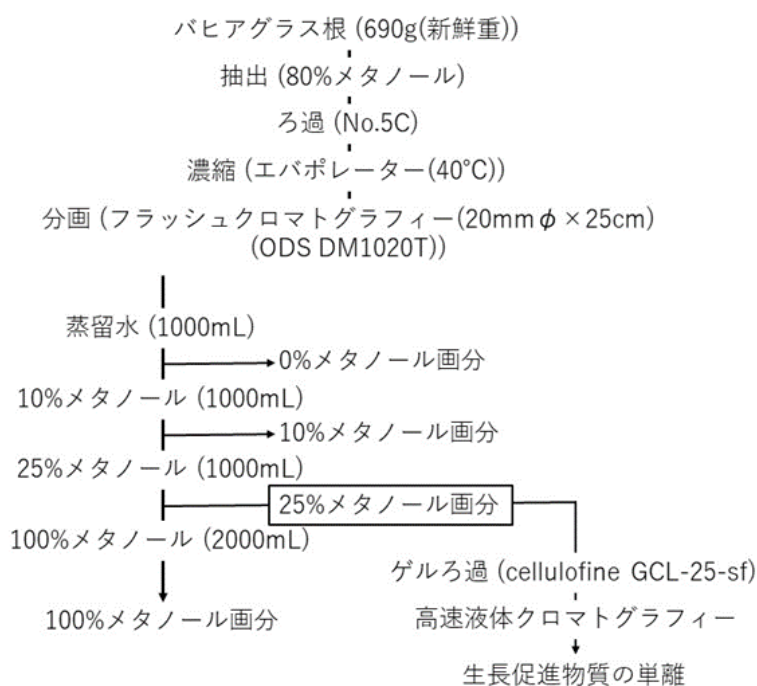 バヒアグラス根 (690g(新鮮重))
抽出 (80%メタノール)
ろ過 (No.5C)
濃縮 (エバポレーター(40°C))
分画 (フラッシュクロマトグラフィー(20mmφ×25cm)
(ODS DM1020T))
蒸留水 (1000mL)
0%メタノール画分
10%メタノール (1000mL)
10%メタノール画分
25%メタノール (1000mL)
25%メタノール画分
100%メタノール (2000mL)
ゲルろ過 (cellulofine GCL-25-sf)
100%メタノール画分
高速液体クロマトグラフィー
生長促進物質の単離